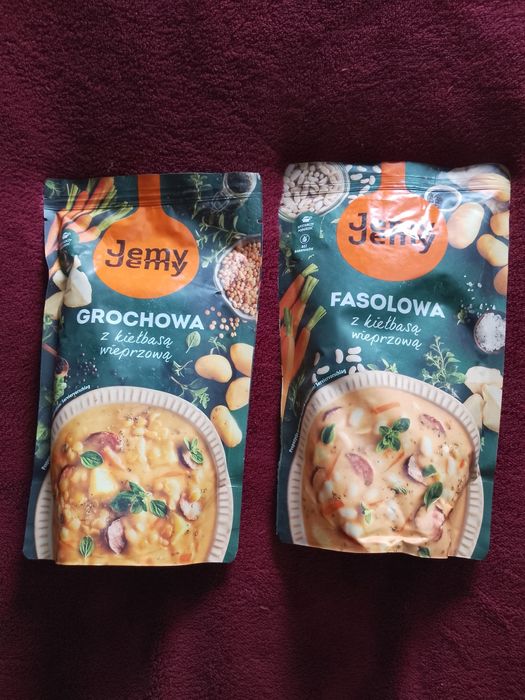 Jemy
Jemy
GROCHOWA
z kiełbasą
wieprzową
Jemy
Jemy
FASOLOWA
z kiełbasą
wieprzową